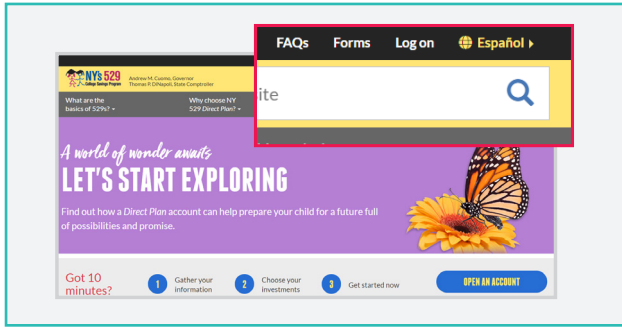 FAQs Forms Log on Español
ite
NY's 529
College Savings Program
Andrew M. Cuomo, Governor
Thomas P. DiNapoli, State Comptroller
What are the
basics of 529s?
Why choose NY
529 Direct Plan?
A world of wonder awaits
LET'S START EXPLORING
Find out how a Direct Plan account can help prepare your child for a future full
of possibilities and promise.
Got 10
minutes?
1 Gather your
information
2 Choose your
investments
3 Get started now
OPEN AN ACCOUNT